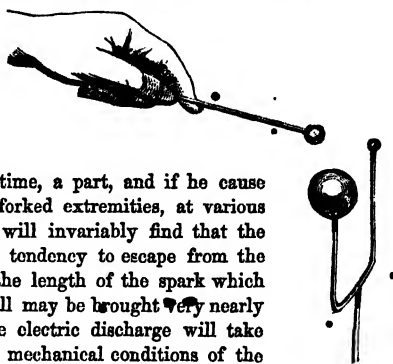 time, a part, and if he cause
forked extremities, at various
will invariably find that the
tendency to escape from the
the length of the spark which
ll may be brought very nearly
e electric discharge will take
mechanical conditions of the